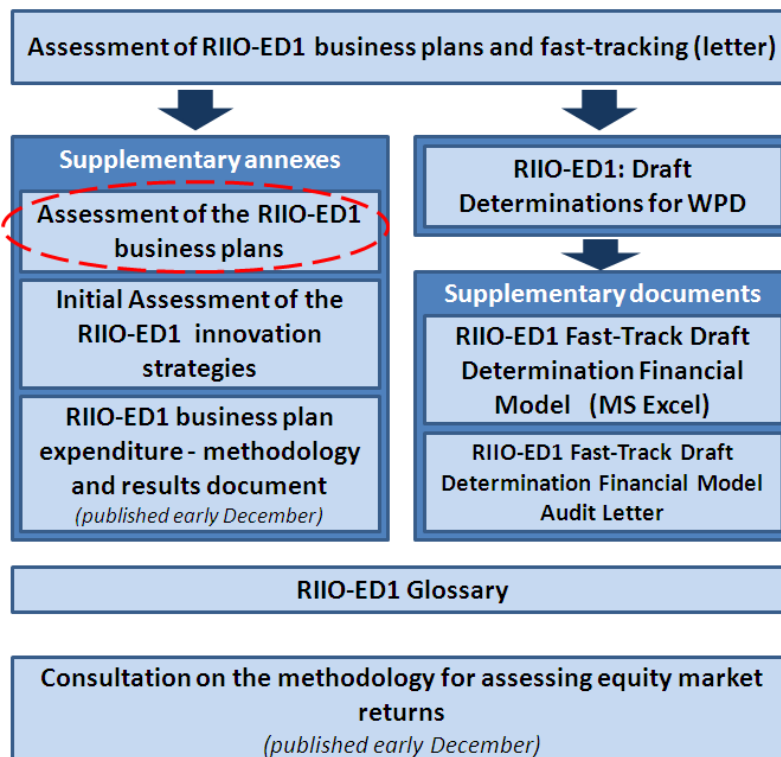 Assessment of RIIO-ED1 business plans and fast-tracking (letter)
Supplementary annexes
Assessment of the RIIO-ED1
business plans
Initial Assessment of the
RIIO-ED1 innovation
strategies
RIIO-ED1 business plan
expenditure - methodology
and results document
(published early December)
RIIO-ED1: Draft
Determinations for WPD
Supplementary documents
RIIO-ED1 Fast-Track Draft
Determination Financial
Model (MS Excel)
RIIO-ED1 Fast-Track Draft
Determination Financial Model
Audit Letter
RIIO-ED1 Glossary
Consultation on the methodology for assessing equity market
returns
(published early December)